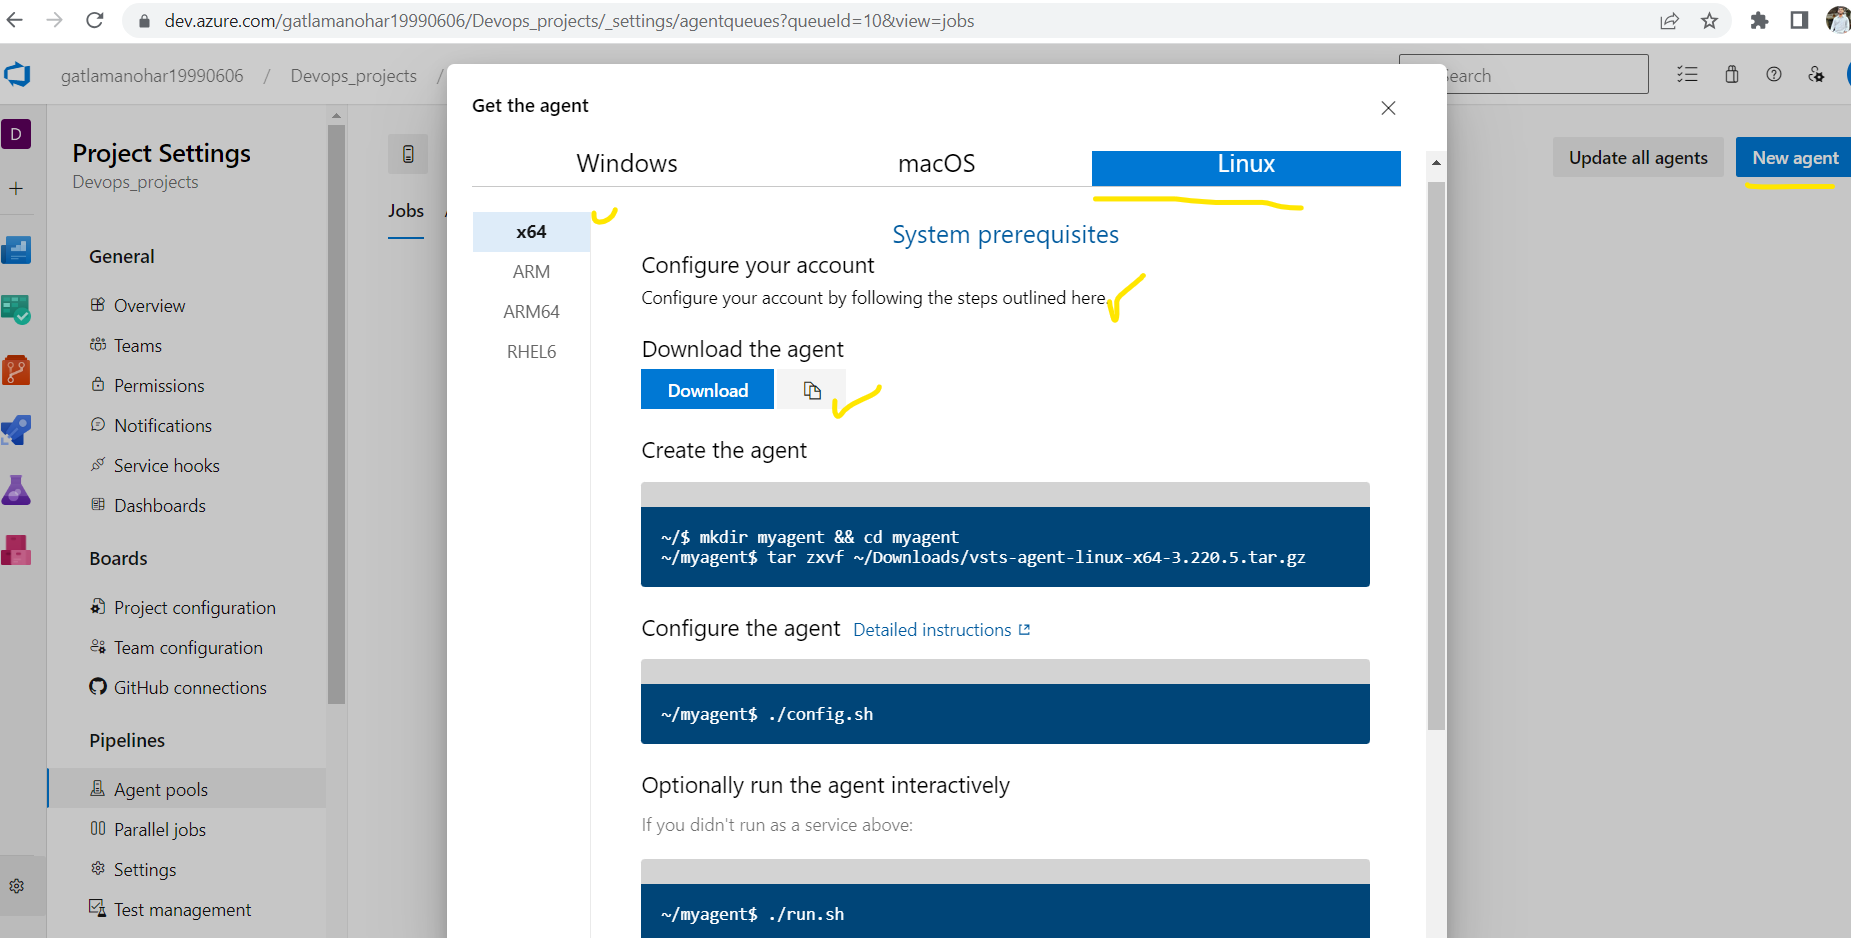 dev.azure.com/gatlamanohar19990606/Devops_projects/_settings/agentqueues?queueId=10&view=jobs
gatlamanohar19990606 / Devops_projects /
earch
D
Project Settings
Devops_projects
Jobs
Update all agents
New agent
General
Overview
Teams
Permissions
Notifications
Service hooks
Dashboards
Boards
Project configuration
Team configuration
GitHub connections
Pipelines
Agent pools
Parallel jobs
Settings
Test management
Get the agent
Windows
macOS
Linux
x64
ARM
ARM64
RHEL6
System prerequisites
Configure your account
Configure your account by following the steps outlined here.
Download the agent
Download
Create the agent
~/$ mkdir myagent && cd myagent
~/myagent$ tar zxvf ~/Downloads/vsts-agent-linux-x64-3.220.5.tar.gz
Configure the agent Detailed instructions
~/myagent$ ./config.sh
Optionally run the agent interactively
If you didn't run as a service above:
~/myagent$ ./run.sh